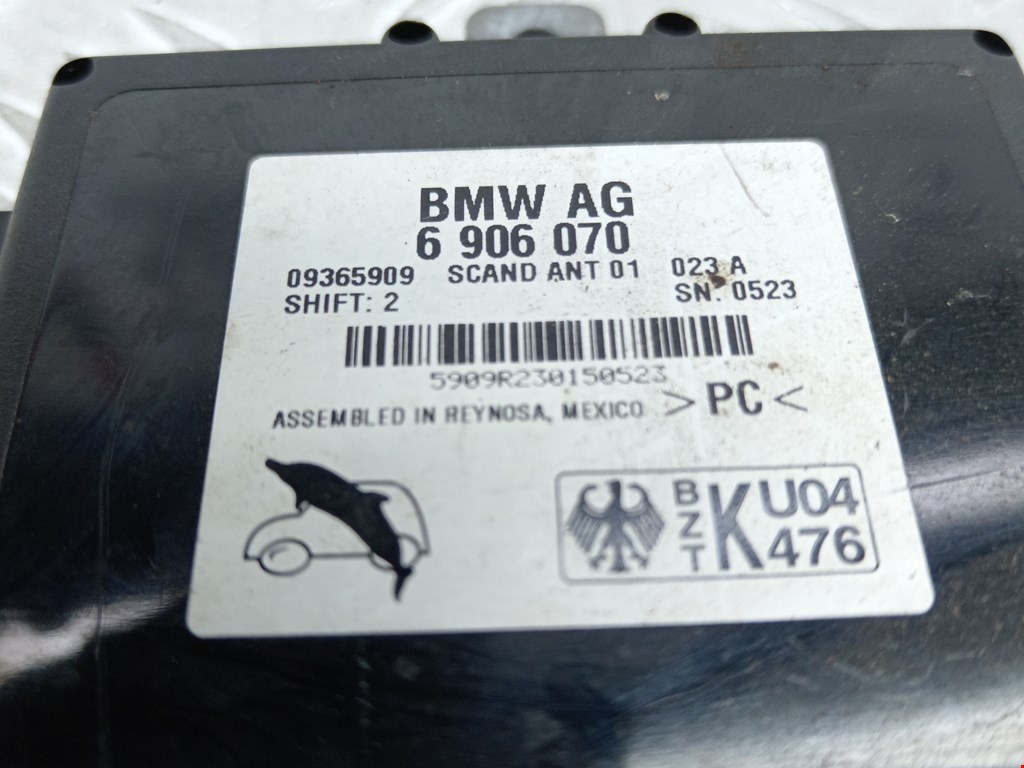 BMW AG
6 906 070
09365909 SCAND ANT 01 023 A
SHIFT: 2 SN: 0523
5909R230150523
ASSEMBLED IN REYNOSA, MEXICO >PC<
BZT K U04 476